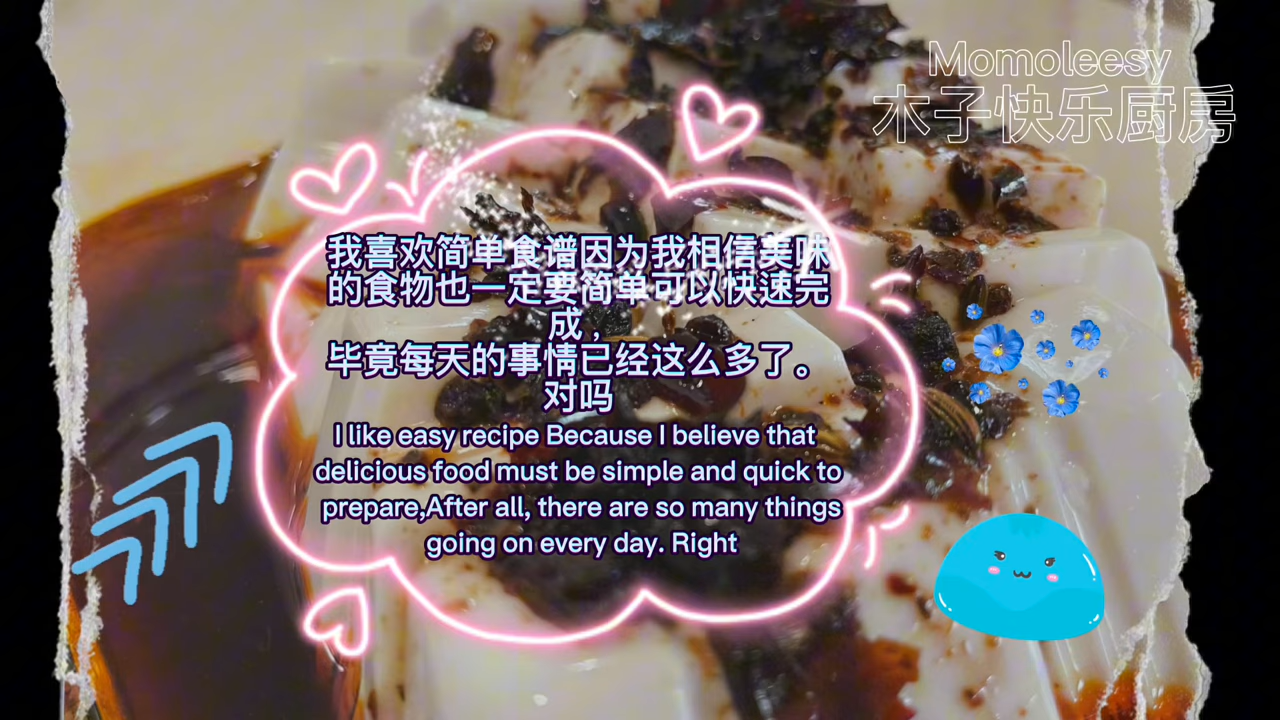 Momoleesy
木子快乐厨房
我喜欢简单食谱因为我相信美味
的食物也一定要简单可以快速完
成，
毕竟每天的事情已经这么多了。
对吗
I like easy recipe Because I believe that
delicious food must be simple and quick to
prepare,After all, there are so many things
going on every day. Right